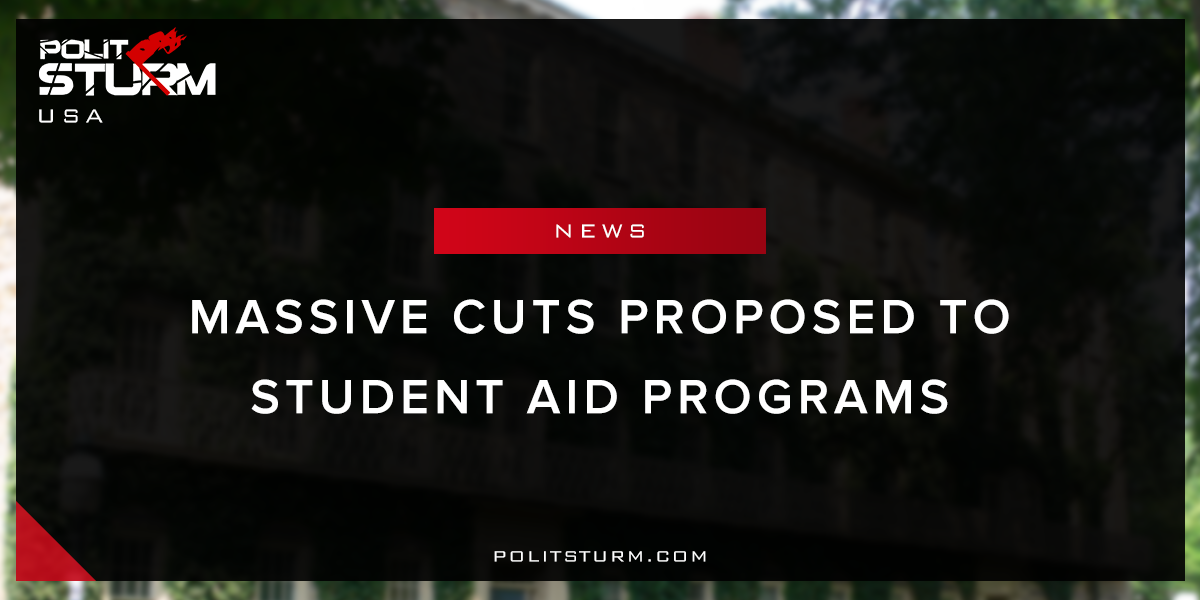 POLIT
STURM
USA
NEWS
MASSIVE CUTS PROPOSED TO
STUDENT AID PROGRAMS
POLITSTURM.COM